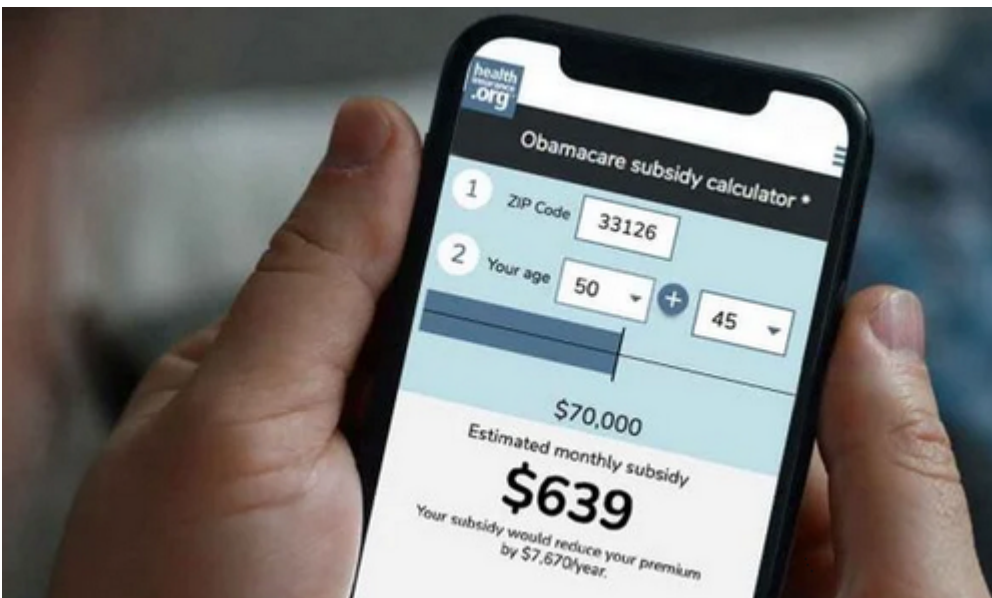 health
insurance
.org
Obamacare subsidy calculator *
1 ZIP Code 33126
2 Your age 50 + 45
$70,000
Estimated monthly subsidy
$639
Your subsidy would reduce your premium
by $7,670/year.